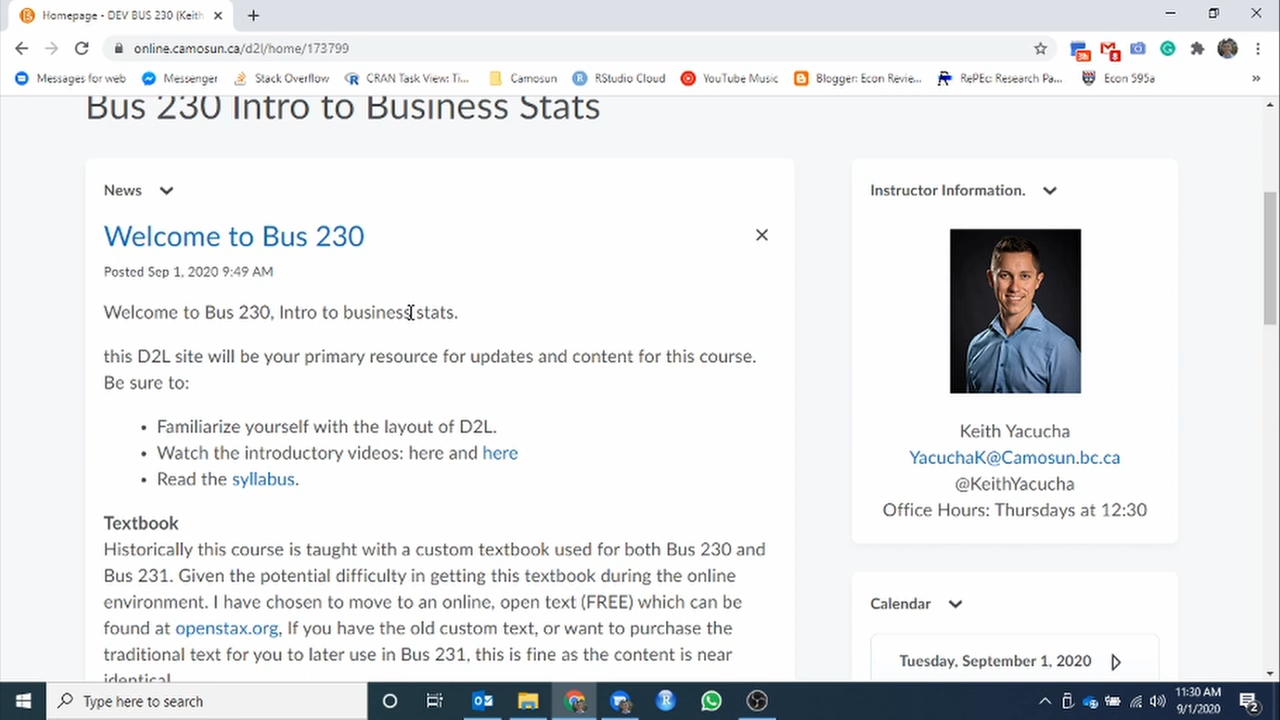 Homepage - DEV BUS 230 (Keith
online.camosun.ca/d2l/home/173799
Messages for web
Messenger
Stack Overflow
CRAN Task View: Ti...
Camosun
RStudio Cloud
YouTube Music
Blogger: Econ Revie...
RePEc: Research Pa...
Econ 595a
»
Bus 230 Intro to Business Stats
News
Welcome to Bus 230
Posted Sep 1, 2020 9:49 AM
Welcome to Bus 230, Intro to business stats.
this D2L site will be your primary resource for updates and content for this course.
Be sure to:
• Familiarize yourself with the layout of D2L.
• Watch the introductory videos: here and here
• Read the syllabus.
Textbook
Historically this course is taught with a custom textbook used for both Bus 230 and
Bus 231. Given the potential difficulty in getting this textbook during the online
environment. I have chosen to move to an online, open text (FREE) which can be
found at openstax.org, If you have the old custom text, or want to purchase the
traditional text for you to later use in Bus 231, this is fine as the content is near
identical
Instructor Information.
Keith Yacucha
YacuchaK@Camosun.bc.ca
@KeithYacucha
Office Hours: Thursdays at 12:30
Calendar
Tuesday, September 1, 2020
Type here to search
11:30 AM
9/1/2020
2